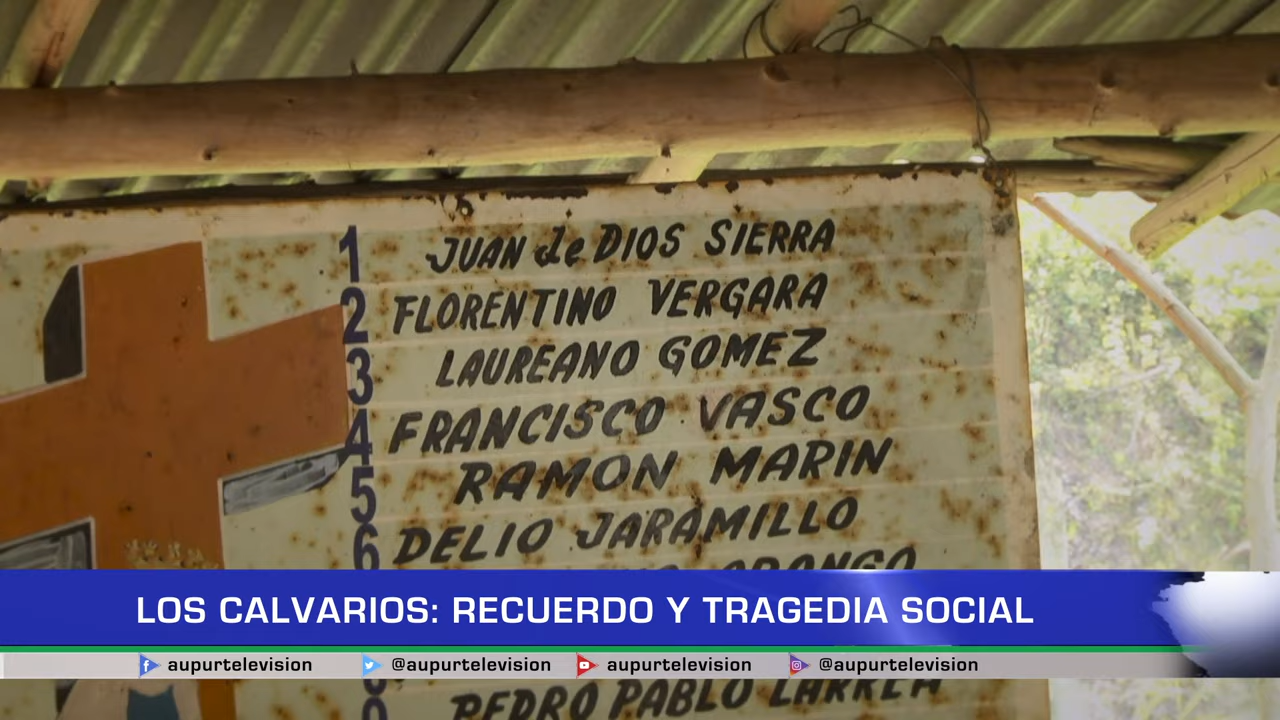 1 JUAN de DIOS SIERRA
2 FLORENTINO VERGARA
3 LAUREANO GOMEZ
4 FRANCISCO VASCO
5 RAMON MARIN
6 DELIO JARAMILLO
LOS CALVARIOS: RECUERDO Y TRAGEDIA SOCIAL
aupurtelevision @aupurtelevision aupurtelevision @aupurtelevision
PEDRO PABLO LARREA